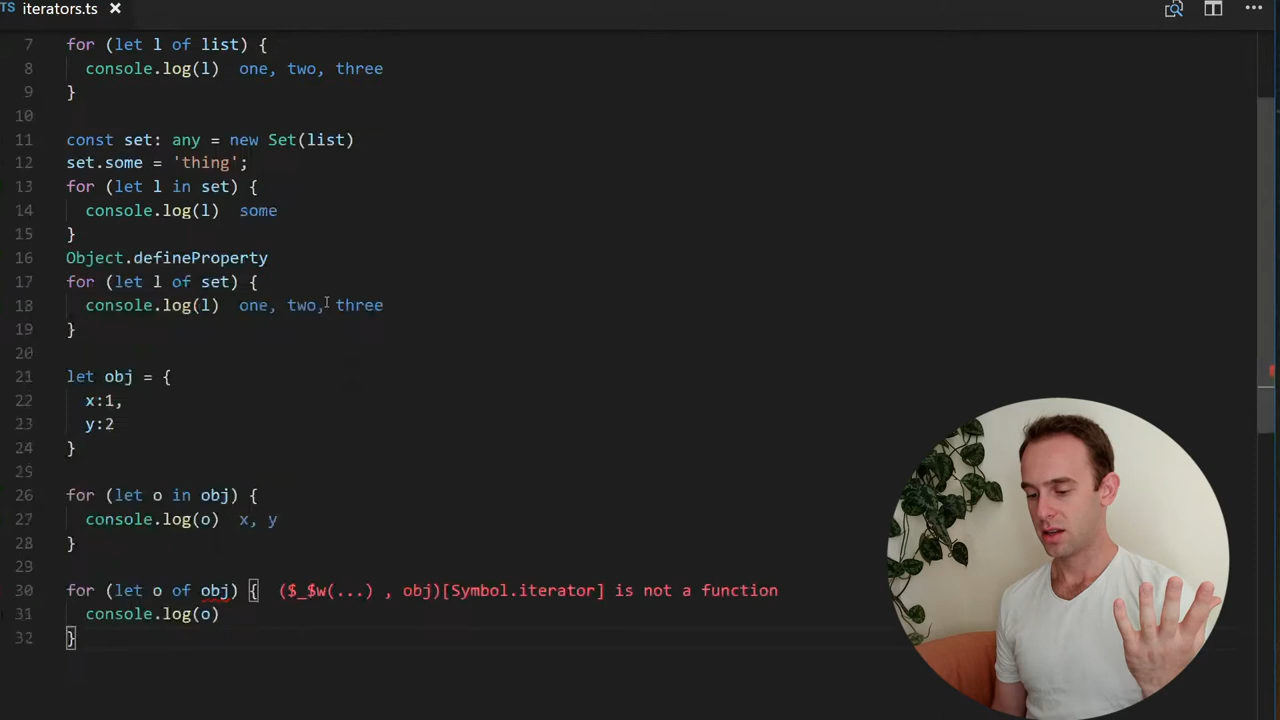 TS iterators.ts ×
7 for (let l of list) {
8 console.log(l) one, two, three
9 }
10
11 const set: any = new Set(list)
12 set.some = 'thing';
13 for (let l in set) {
14 console.log(l) some
15 }
16 Object.defineProperty
17 for (let l of set) {
18 console.log(l) one, two, three
19 }
20
21 let obj = {
22 x:1,
23 y:2
24 }
25
26 for (let o in obj) {
27 console.log(o) x, y
28 }
29
30 for (let o of obj) { ($_$w(...) , obj)[Symbol.iterator] is not a function
31 console.log(o)
32 }